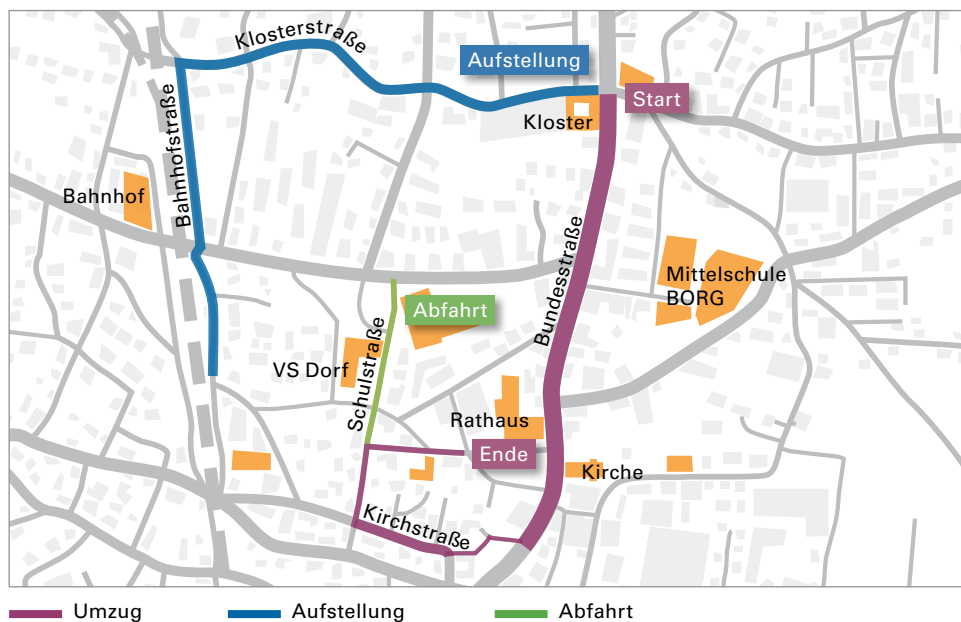 Klosterstraße
Aufstellung
Start
Kloster
Bahnhofstraße
Bahnhof
Bundesstraße
Mittelschule
BORG
Abfahrt
VS Dorf
Schulstraße
Rathaus
Ende
Kirche
Kirchstraße
Umzug
Aufstellung
Abfahrt